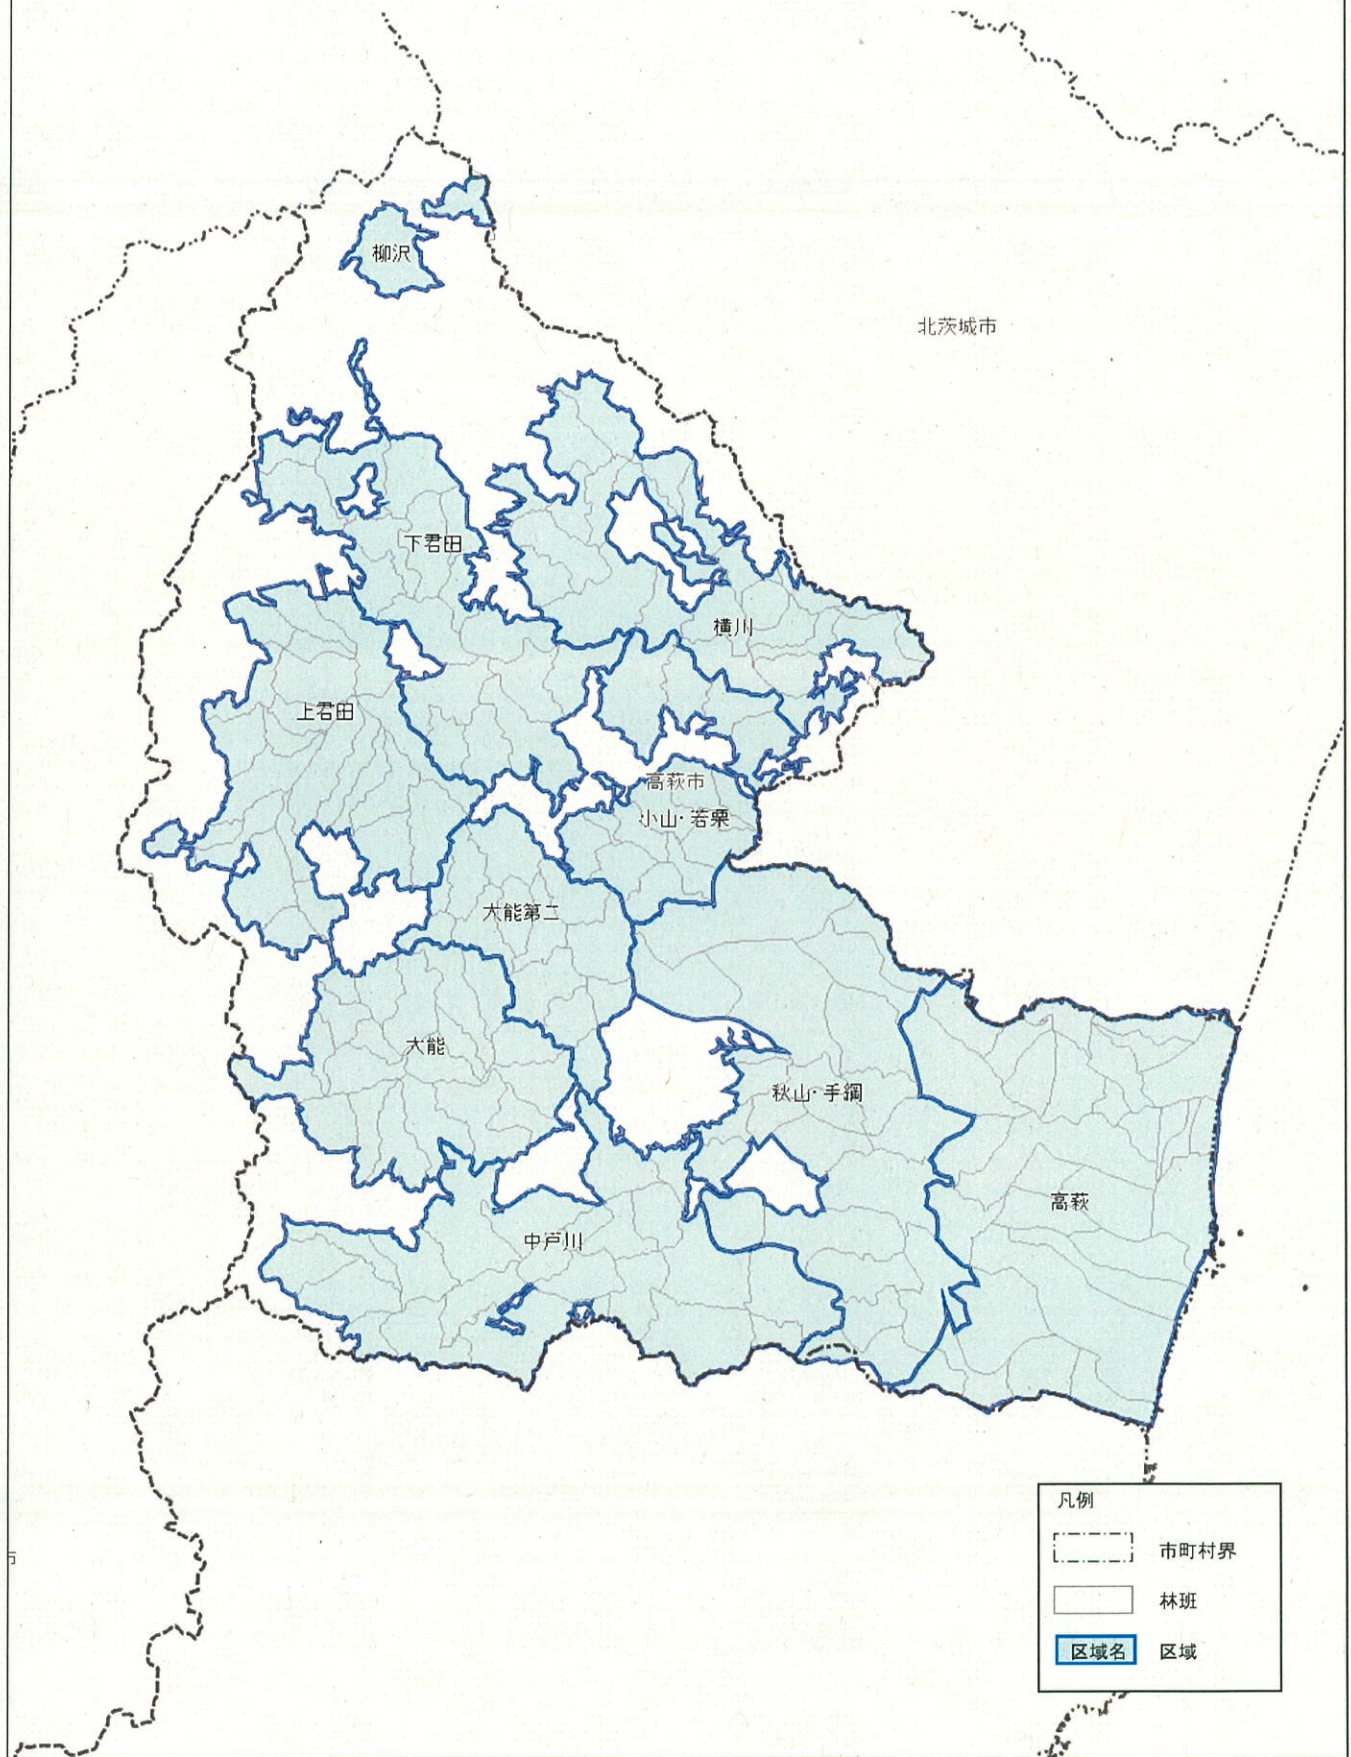 柳沢
北茨城市
下君田
横川
上君田
高萩市
小山・若栗
大能第二
大能
秋山・手綱
高萩
中戸川
凡例
市町村界
林班
区域名 区域
市